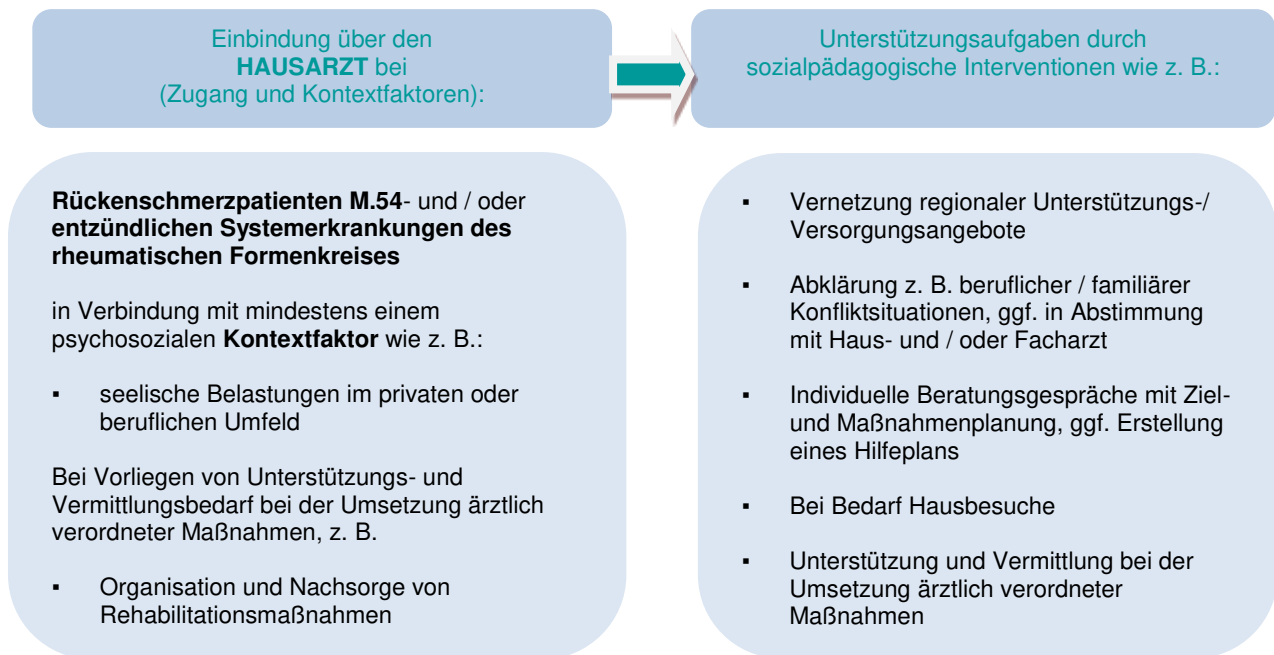 Einbindung über den
HAUSARZT bei
(Zugang und Kontextfaktoren):
Unterstützungsaufgaben durch
sozialpädagogische Interventionen wie z. B.:
Rückenschmerzpatienten M.54- und / oder
entzündlichen Systemerkrankungen des
rheumatischen Formenkreises
in Verbindung mit mindestens einem
psychosozialen Kontextfaktor wie z. B.:
▪ seelische Belastungen im privaten oder
beruflichen Umfeld
Bei Vorliegen von Unterstützungs- und
Vermittlungsbedarf bei der Umsetzung ärztlich
verordneter Maßnahmen, z. B.
▪ Organisation und Nachsorge von
Rehabilitationsmaßnahmen
▪ Vernetzung regionaler Unterstützungs-/
Versorgungsangebote
▪ Abklärung z. B. beruflicher / familiärer
Konfliktsituationen, ggf. in Abstimmung
mit Haus- und / oder Facharzt
▪ Individuelle Beratungsgespräche mit Ziel-
und Maßnahmenplanung, ggf. Erstellung
eines Hilfeplans
▪ Bei Bedarf Hausbesuche
▪ Unterstützung und Vermittlung bei der
Umsetzung ärztlich verordneter
Maßnahmen